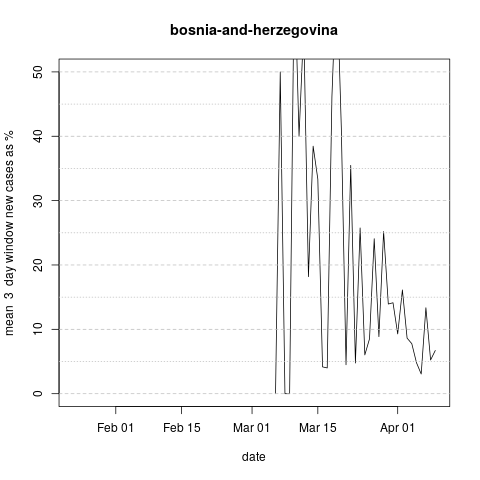 bosnia-and-herzegovina
mean 3 day window new cases as %
50
40
30
20
10
0
Feb 01 Feb 15 Mar 01 Mar 15 Apr 01
date